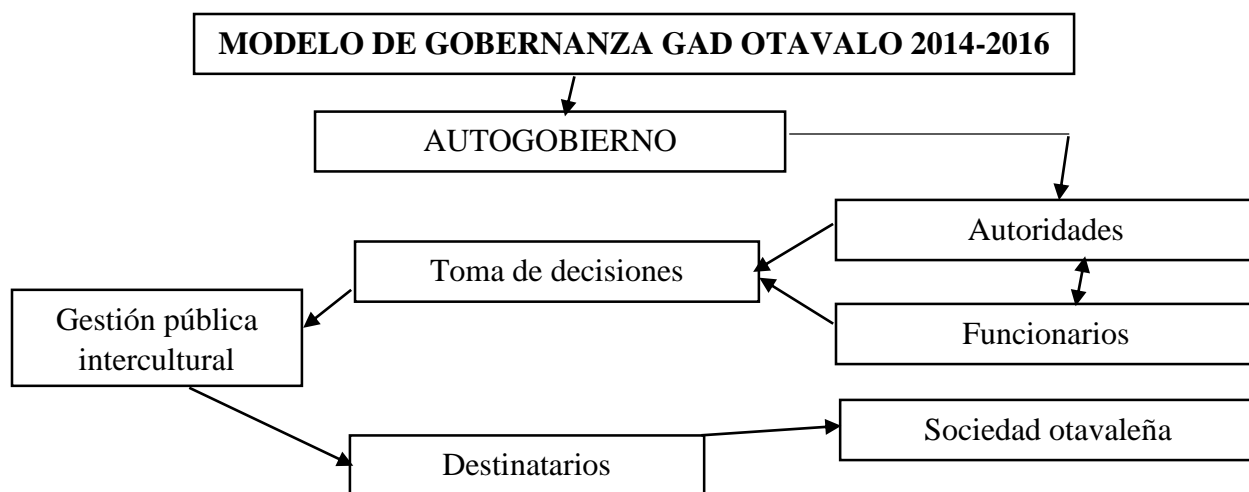 MODELO DE GOBERNANZA GAD OTAVALO 2014-2016
AUTOGOBIERNO
Autoridades
Toma de decisiones
Gestión pública
intercultural
Funcionarios
Sociedad otavaleña
Destinatarios